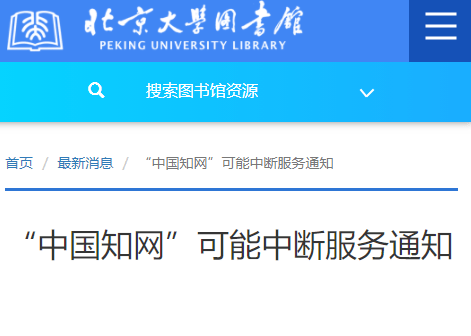 北京大學图書館
PEKING UNIVERSITY LIBRARY
搜索图书馆资源
首页 / 最新消息 / “中国知网”可能中断服务通知
“中国知网”可能中断服务通知